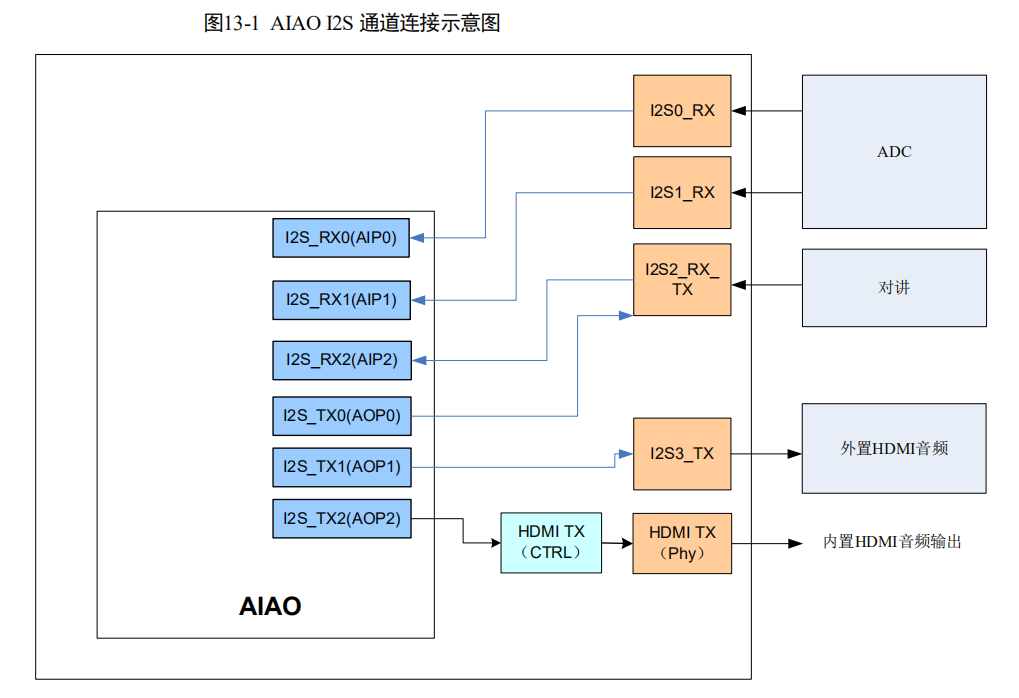 图13-1 AIAO I2S 通道连接示意图
I2S0_RX
ADC
I2S1_RX
I2S_RX0(AIP0)
I2S2_RX_
TX
对讲
I2S_RX1(AIP1)
I2S_RX2(AIP2)
I2S_TX0(AOP0)
I2S3_TX
外置HDMI音频
I2S_TX1(AOP1)
I2S_TX2(AOP2)
HDMI TX
（CTRL）
HDMI TX
（Phy）
内置HDMI音频输出
AIAO